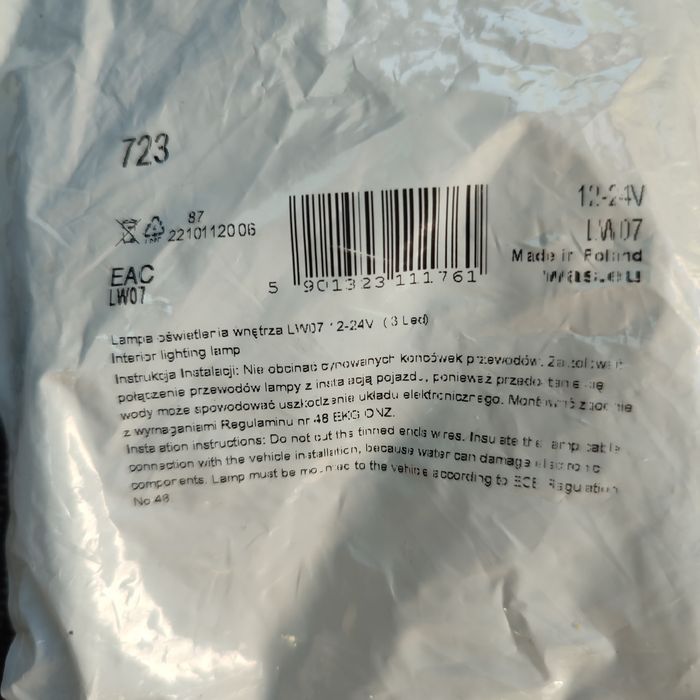 723
12-24V
87
2210112006
LW07
Made in Poland
EAC
LW07
was.eu
5 901323 111761
Lampa oświetlenia wnętrza LW07 12-24V (3 Led)
Interior lighting lamp
Instrukcja Instalacji: Nie obcinac cynowanych końcówek przewodów. Zaizolować
połączenie przewodów lampy z instalacją pojazdu, ponieważ przedostanie się
wody może spowodować uszkodzenie układu elektronicznego. Montować zgodnie
z wymaganiami Regulaminu nr 48 EKG ONZ.
Instalation instructions: Do not cut the tinned ends wires. Insulate the lamp cable
connection with the vehicle installation, because water can damage electronic
components. Lamp must be mounted to the vehicle according to ECE Regulation
No 48